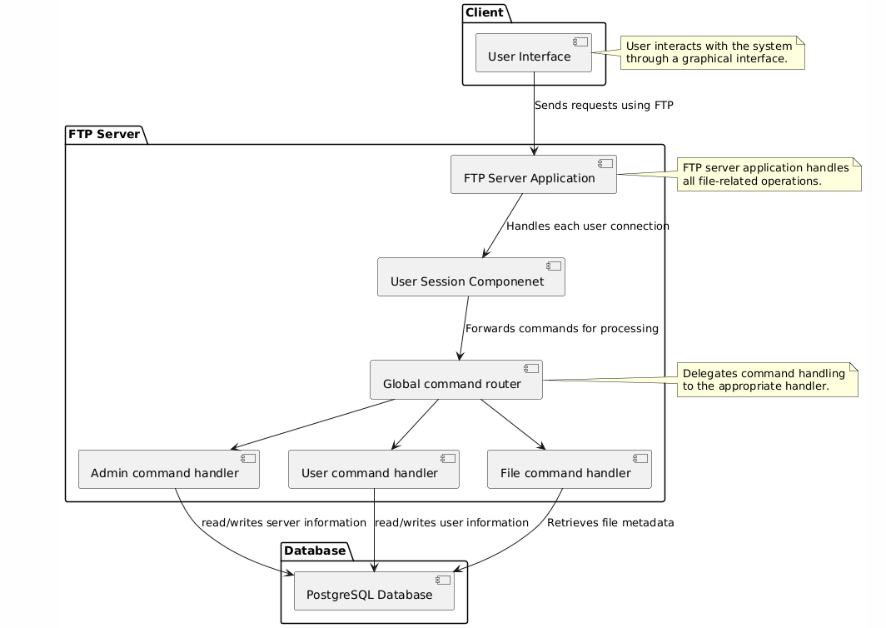 Client
User Interface
User interacts with the system
through a graphical interface.
Sends requests using FTP
FTP Server
FTP Server Application
FTP server application handles
all file-related operations.
Handles each user connection
User Session Componenet
Forwards commands for processing
Global command router
Delegates command handling
to the appropriate handler.
Admin command handler
User command handler
File command handler
read/writes server information
read/writes user information
Retrieves file metadata
Database
PostgreSQL Database